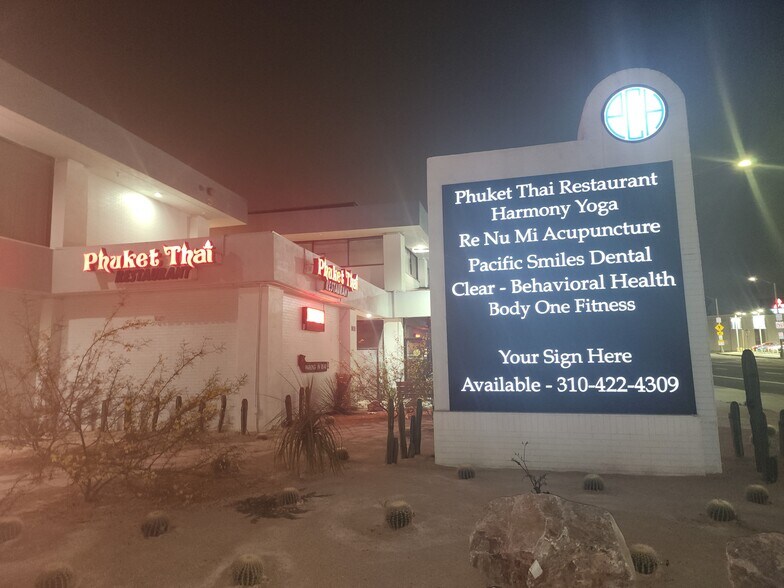 Phuket Thai
RESTAURANT
Phuket Thai
RESTAURANT
Phuket Thai Restaurant
Harmony Yoga
Re Nu Mi Acupuncture
Pacific Smiles Dental
Clear - Behavioral Health
Body One Fitness
Your Sign Here
Available - 310-422-4309